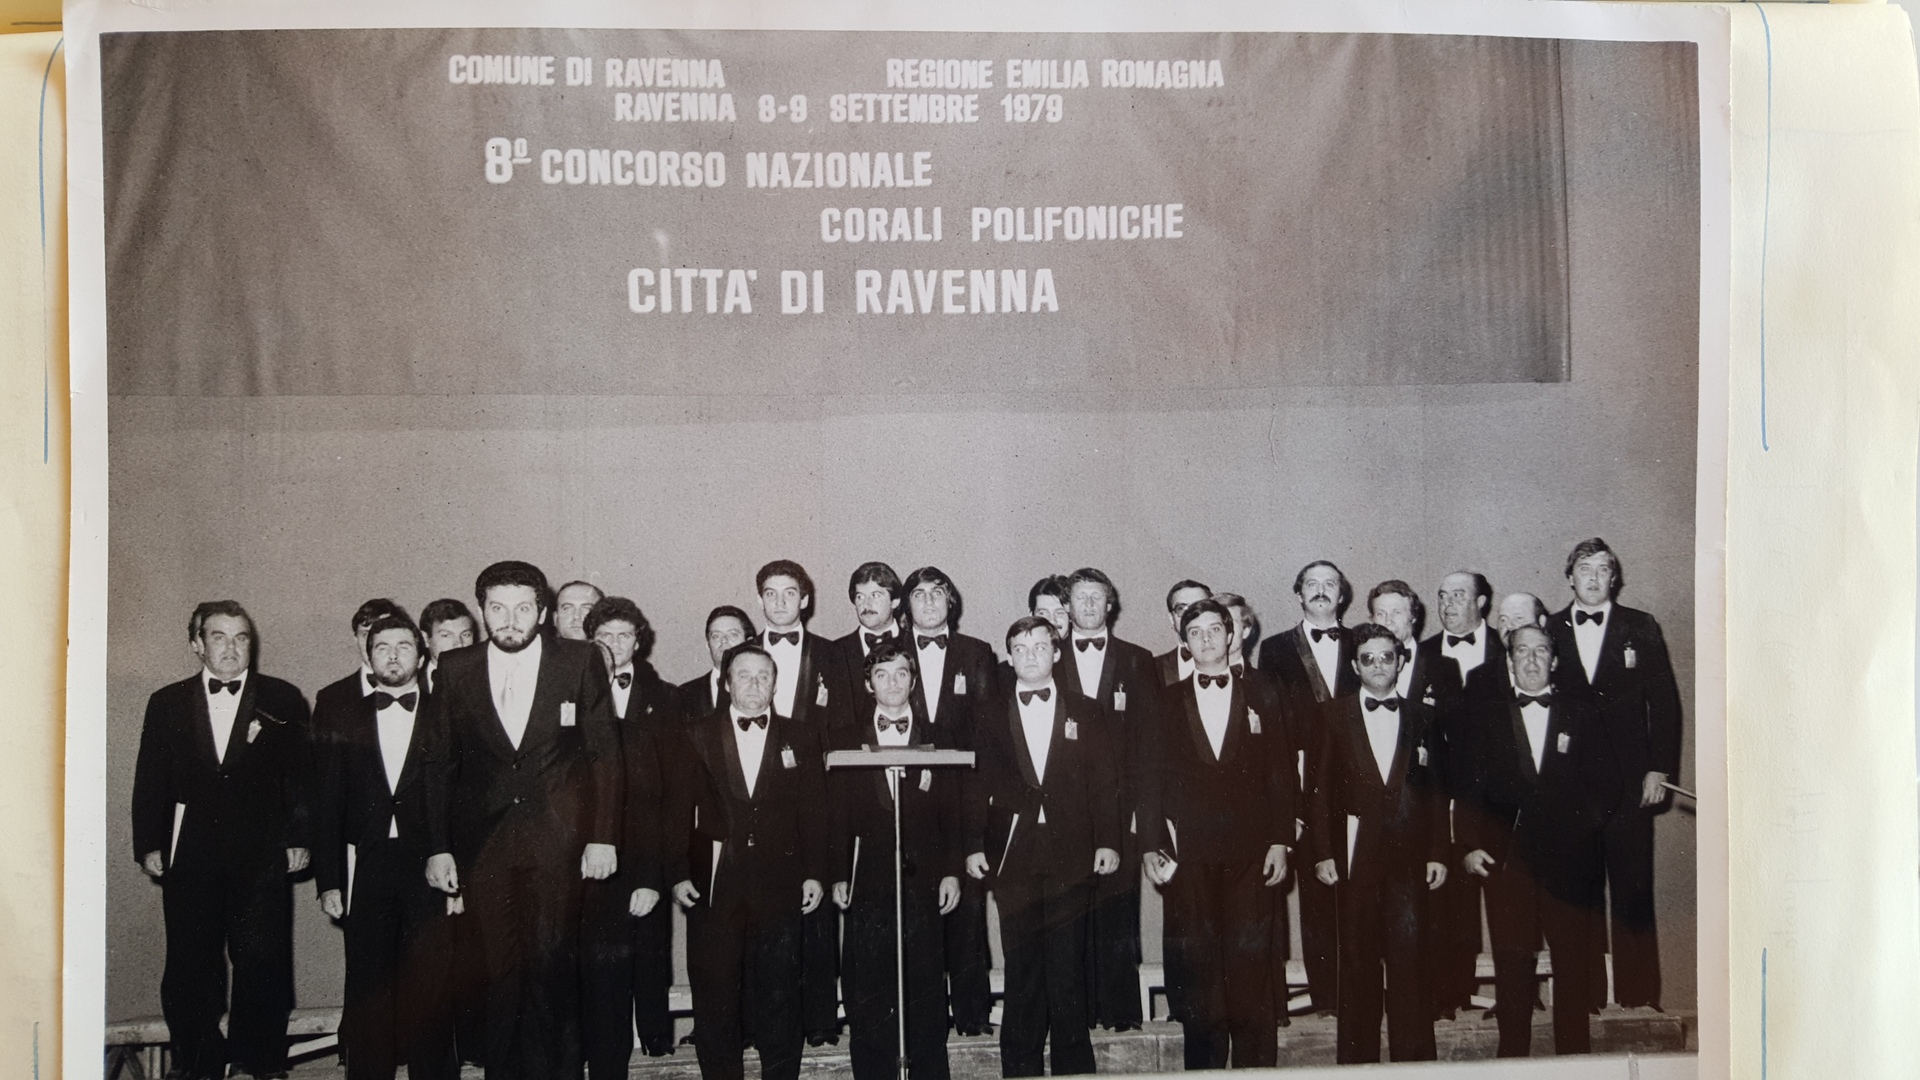 COMUNE DI RAVENNA REGIONE EMILIA ROMAGNA
RAVENNA 8-9 SETTEMBRE 1979
8º CONCORSO NAZIONALE
CORALI POLIFONICHE
CITTA' DI RAVENNA